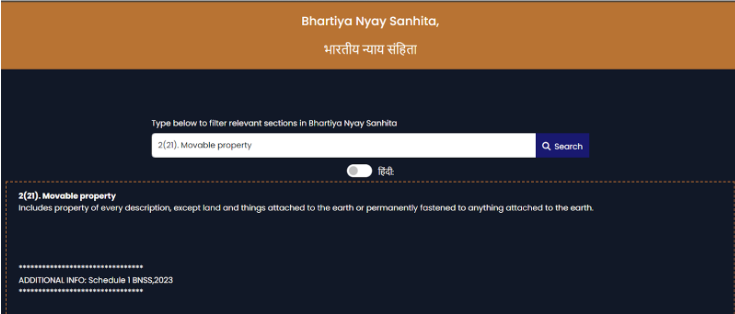 Bhartiya Nyay Sanhita,
भारतीय न्याय संहिता
Type below to filter relevant sections in Bhartiya Nyay Sanhita
2(21). Movable property
Search
हिंदी:
2(21). Movable property
Includes property of every description, except land and things attached to the earth or permanently fastened to anything attached to the earth.
********************************
ADDITIONAL INFO: Schedule 1 BNSS,2023
********************************